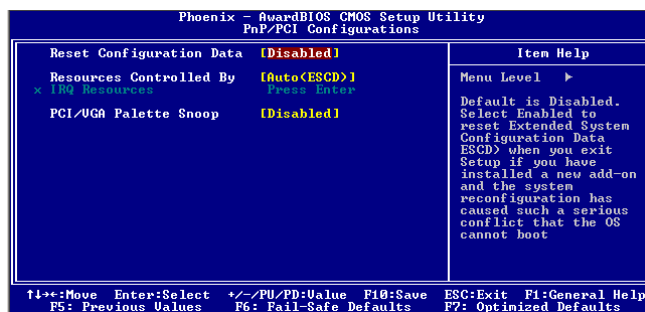 Phoenix - AwardBIOS CMOS Setup Utility
PnP/PCI Configurations
Reset Configuration Data [Disabled]
Resources Controlled By [Auto(ESCD)]
x IRQ Resources Press Enter
PCI/VGA Palette Snoop [Disabled]
Item Help
Menu Level ▶
Default is Disabled.
Select Enabled to
reset Extended System
Configuration Data
ESCD) when you exit
Setup if you have
installed a new add-on
and the system
reconfiguration has
caused such a serious
conflict that the OS
cannot boot
↑↓→←:Move Enter:Select +/-/PU/PD:Value F10:Save ESC:Exit F1:General Help
F5: Previous Values F6: Fail-Safe Defaults F7: Optimized Defaults